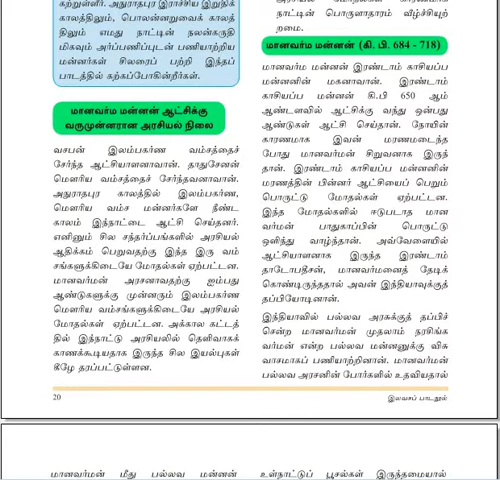 கற்றுள்ளீர். அநுராதபுர இராச்சிய இறுதிக்
காலத்திலும், பொலன்னறுவைக் காலத்
திலும் எமது நாட்டின் நலன்கருதி
மிகவும் அர்ப்பணிப்புடன் பணியாற்றிய
மன்னர்கள் சிலரைப் பற்றி இந்தப்
பாடத்தில் கற்கப்போகின்றீர்கள்.
மானவர்ம மன்னன் ஆட்சிக்கு
வருமுன்னரான அரசியல் நிலை
வசபன் இலம்பகர்ண வம்சத்தைச்
சேர்ந்த ஆட்சியாளனாவான். தாதுசேனன்
மௌரிய வம்சத்தைச் சேர்ந்தவனாவான்.
அநுராதபுர காலத்தில் இலம்பகர்ண,
மௌரிய வம்ச மன்னர்களே நீண்ட
காலம் இந்நாட்டை ஆட்சி செய்தனர்.
எனினும் சில சந்தர்ப்பங்களில் அரசியல்
ஆதிக்கம் பெறுவதற்கு இந்த இரு வம்
சங்களுக்கிடையே மோதல்கள் ஏற்பட்டன.
மானவர்மன் அரசனாவதற்கு ஐம்பது
ஆண்டுகளுக்கு முன்னரும் இலம்பகர்ண
மௌரிய வம்சங்களுக்கிடையே அரசியல்
மோதல்கள் ஏற்பட்டன. அக்கால கட்டத்
தில் இந்நாட்டு அரசியலில் தெளிவாகக்
காணக்கூடியதாக இருந்த சில இயல்புகள்
கீழே தரப்பட்டுள்ளன.
அரசியல் மோதல்கள் காரணமாக
நாட்டின் பொருளாதாரம் வீழ்ச்சியுற்
றமை.
மானவர்ம மன்னன் (கி. பி. 684 - 718)
மானவர்ம மன்னன் இரண்டாம் காசியப்ப
மன்னனின் மகனாவான். இரண்டாம்
காசியப்ப மன்னன் கி.பி 650 ஆம்
ஆண்டளவில் ஆட்சிக்கு வந்து ஒன்பது
ஆண்டுகள் ஆட்சி செய்தான். நோயின்
காரணமாக இவன் மரணமடைந்த
போது மானவர்மன் சிறுவனாக இருந்
தான். இரண்டாம் காசியப்ப மன்னனின்
மரணத்தின் பின்னர் ஆட்சியைப் பெறும்
பொருட்டு மோதல்கள் ஏற்பட்டன.
இந்த மோதல்களில் ஈடுபடாத மான
வர்மன் பாதுகாப்பின் பொருட்டு
ஒளிந்து வாழ்ந்தான். அவ்வேளையில்
ஆட்சியாளனாக இருந்த இரண்டாம்
தாடோபதீசன், மானவர்மனைத் தேடிக்
கொண்டிருந்ததால் அவன் இந்தியாவுக்குத்
தப்பியோடினான்.
இந்தியாவில் பல்லவ அரசுக்குத் தப்பிச்
சென்ற மானவர்மன் முதலாம் நரசிங்க
வர்மன் என்ற பல்லவ மன்னனுக்கு விசு
வாசமாகப் பணியாற்றினான். மானவர்மன்
பல்லவ அரசனின் போர்களில் உதவியதால்
20 இலவசப் பாடநூல்
மானவர்மன் மீது பல்லவ மன்னன்
உள்நாட்டுப் பூசல்கள் இருந்தமையால்